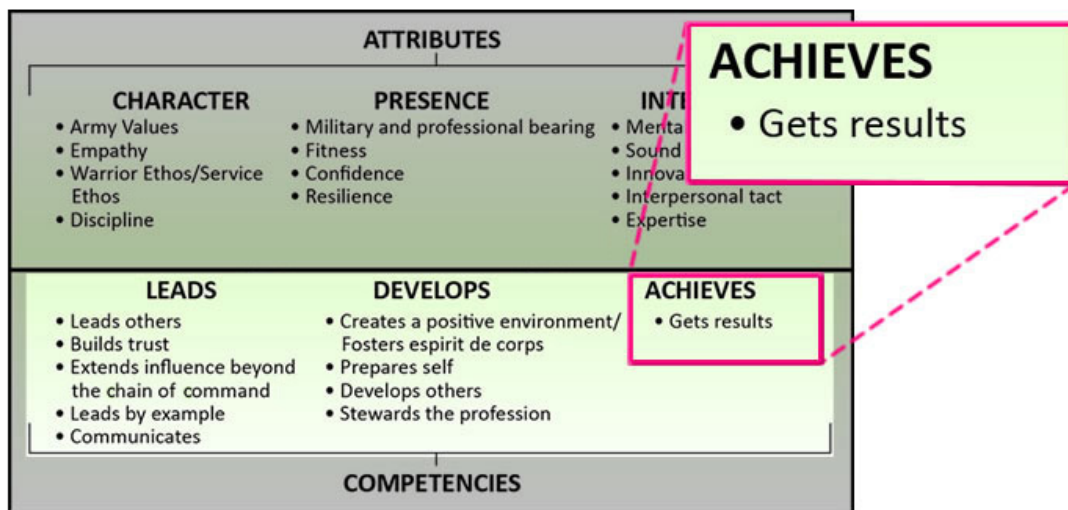 ATTRIBUTES
CHARACTER
• Army Values
• Empathy
• Warrior Ethos/Service
Ethos
• Discipline
PRESENCE
• Military and professional bearing
• Fitness
• Confidence
• Resilience
• Sound
• Interpersonal tact
• Expertise
ACHIEVES
• Gets results
LEADS
• Leads others
• Builds trust
• Extends influence beyond
the chain of command
• Leads by example
• Communicates
DEVELOPS
• Creates a positive environment/
Fosters espirit de corps
• Prepares self
• Develops others
• Stewards the profession
ACHIEVES
• Gets results
COMPETENCIES